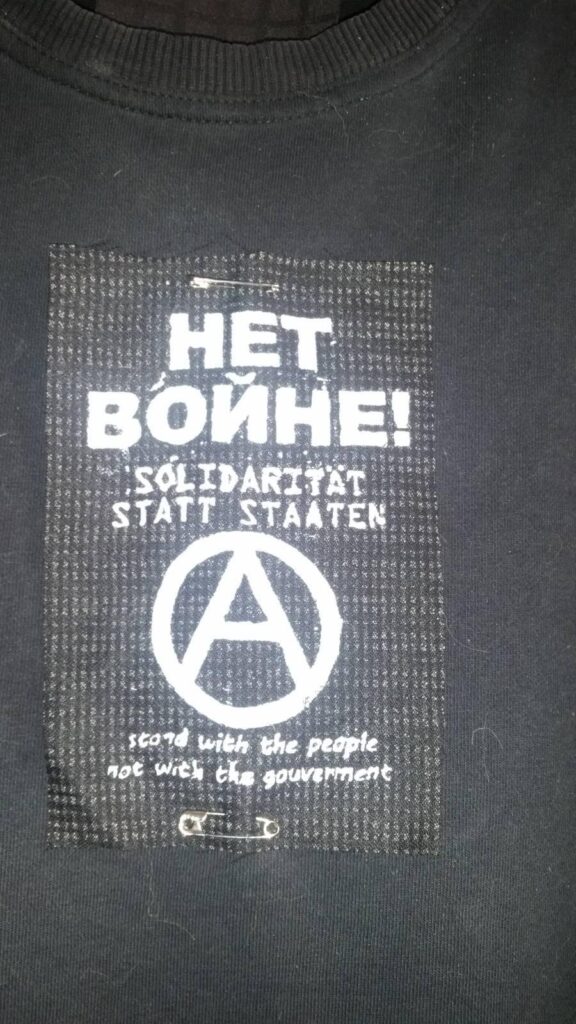 НЕТ
ВОЙНЕ!
SOLIDARITÄT
STATT STAATEN
A
stand with the people
not with the gouverment